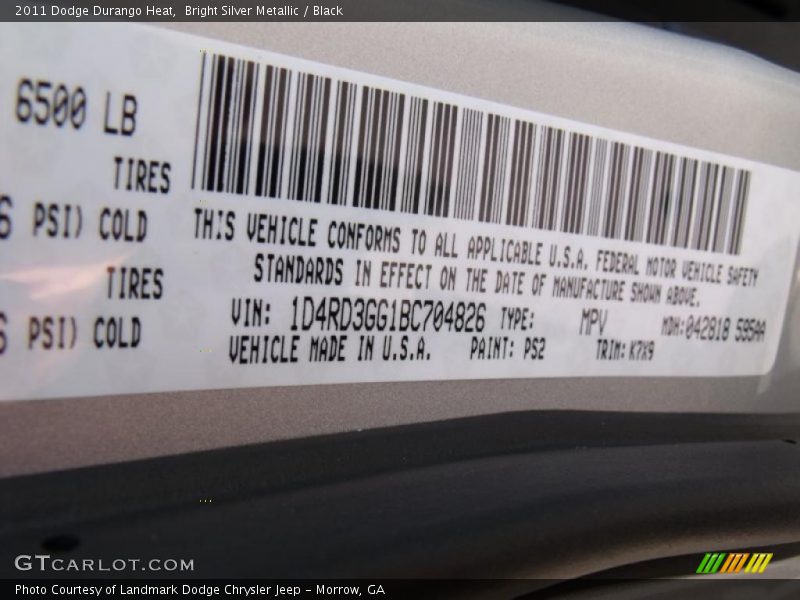 2011 Dodge Durango Heat,  Bright Silver Metallic / Black
6500 LB
TIRES
PSI) COLD
TIRES
PSI) COLD
THIS VEHICLE CONFORMS TO ALL APPLICABLE U.S.A. FEDERAL MOTOR VEHICLE SAFETY
STANDARDS IN EFFECT ON THE DATE OF MANUFACTURE SHOWN ABOVE.
VIN: 1D4RD3GG1BC704826 TYPE: MPV MDH:042818 595AA
VEHICLE MADE IN U.S.A. PAINT: PS2 TRIM: K7X9
GTCARLOT.COM
Photo Courtesy of Landmark Dodge Chrysler Jeep - Morrow, GA